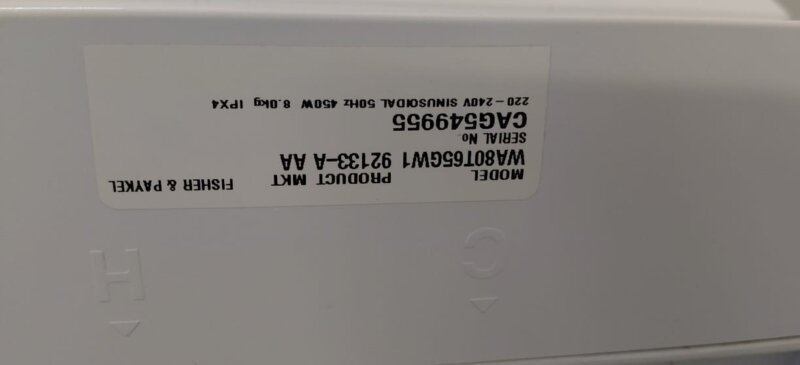 MODEL PRODUCT MKT FISHER & PAYKEL
WA80T65GW1 92133-A AA
SERIAL No
CAG549955
220-240V SINUSOIDAL 50Hz 450W 8.0kg IPX4
C H